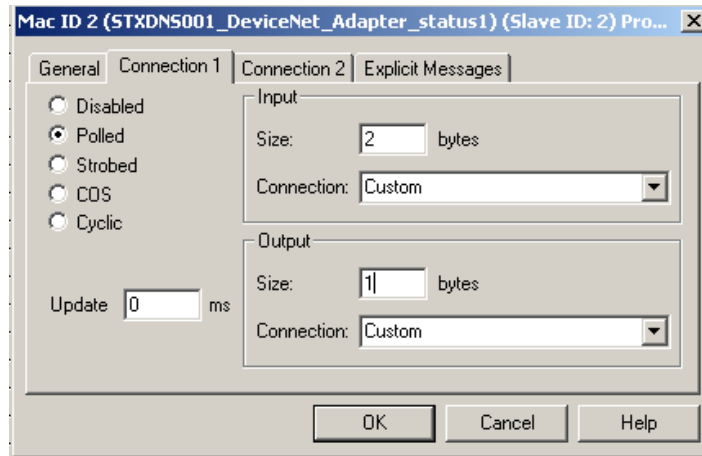 Mac ID 2 (STXDNS001_DeviceNet_Adapter_status1) (Slave ID: 2) Pro...
General Connection 1 Connection 2 Explicit Messages
Disabled
Polled
Strobed
COS
Cyclic
Update 0 ms
Input
Size: 2 bytes
Connection: Custom
Output
Size: 1 bytes
Connection: Custom
OK Cancel Help